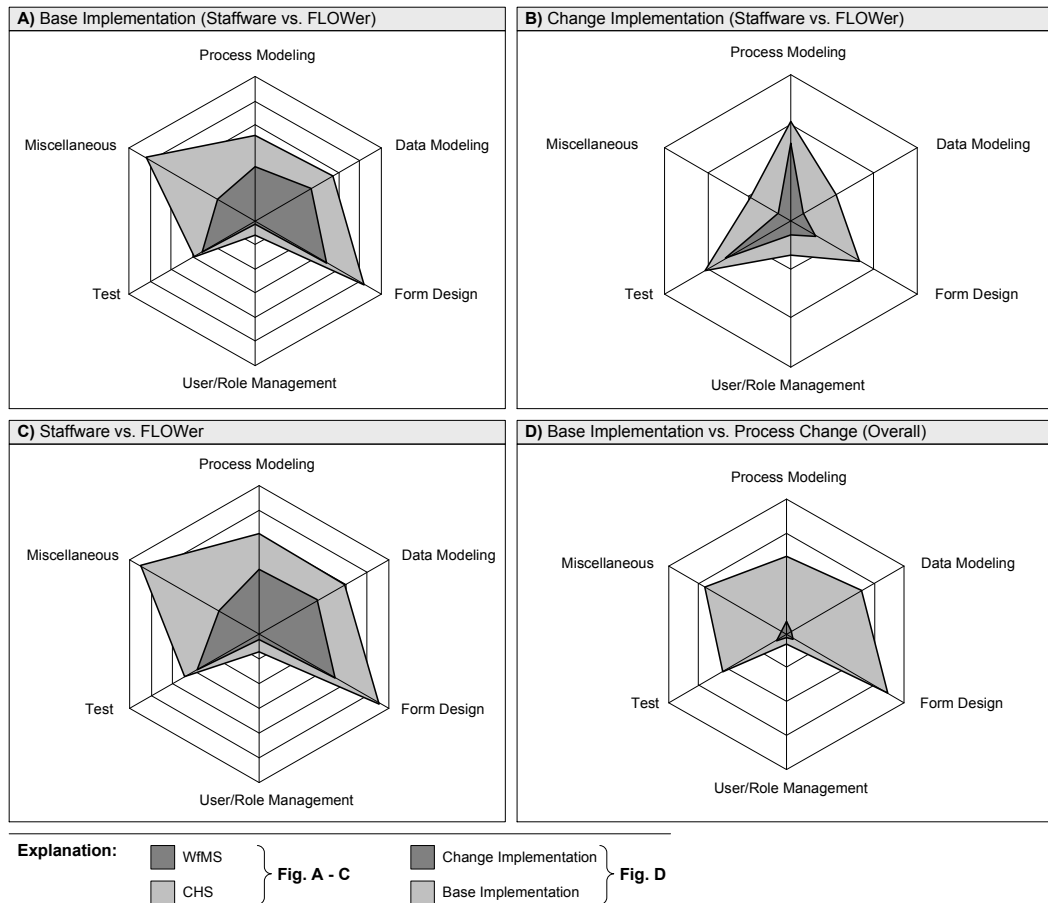 A) Base Implementation (Staffware vs. FLOWer)
Process Modeling
Miscellaneous
Data Modeling
Test
Form Design
User/Role Management
B) Change Implementation (Staffware vs. FLOWer)
Process Modeling
Miscellaneous
Data Modeling
Test
Form Design
User/Role Management
C) Staffware vs. FLOWer
Process Modeling
Miscellaneous
Data Modeling
Test
Form Design
User/Role Management
D) Base Implementation vs. Process Change (Overall)
Process Modeling
Miscellaneous
Data Modeling
Test
Form Design
User/Role Management
Explanation:
WfMS
CHS
Fig. A - C
Change Implementation
Base Implementation
Fig. D